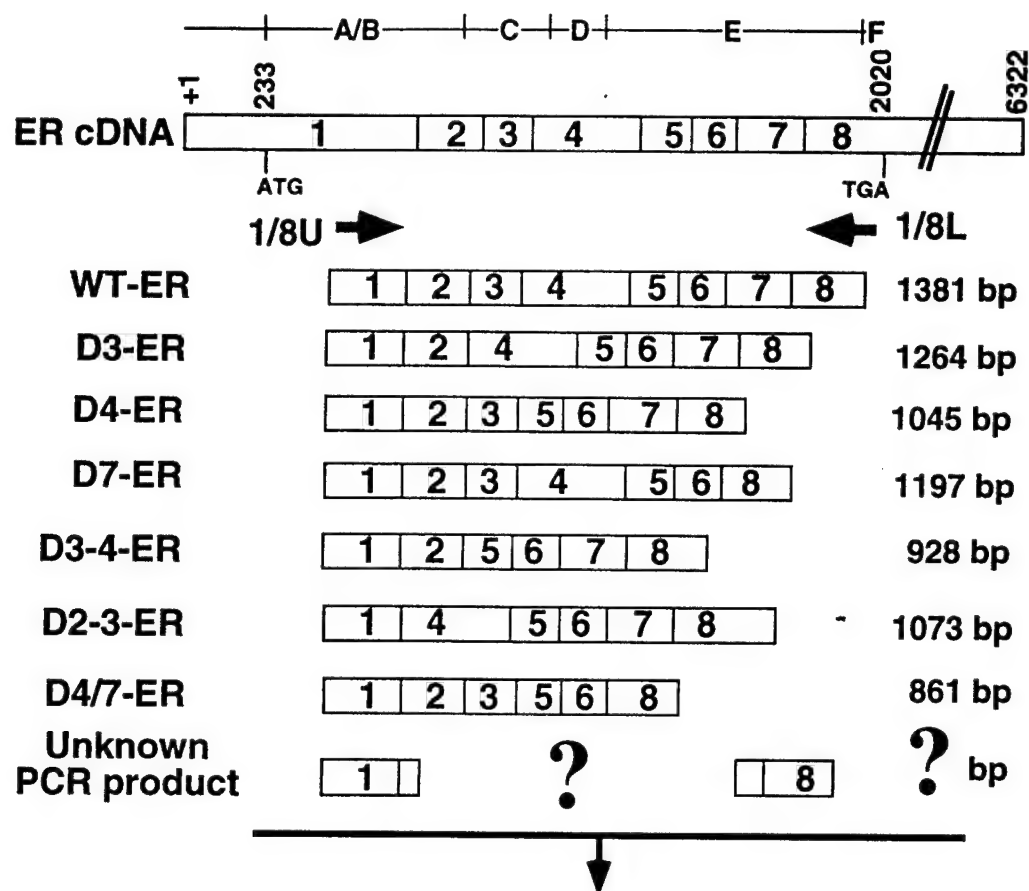 A/B C D E F
+1 233 2020 6322
ER cDNA 1 2 3 4 5 6 7 8
ATG TGA
1/8U 1/8L
WT-ER 1 2 3 4 5 6 7 8 1381 bp
D3-ER 1 2 4 5 6 7 8 1264 bp
D4-ER 1 2 3 5 6 7 8 1045 bp
D7-ER 1 2 3 4 5 6 8 1197 bp
D3-4-ER 1 2 5 6 7 8 928 bp
D2-3-ER 1 4 5 6 7 8 1073 bp
D4/7-ER 1 2 3 5 6 8 861 bp
Unknown
PCR product 1 ? 8 ? bp